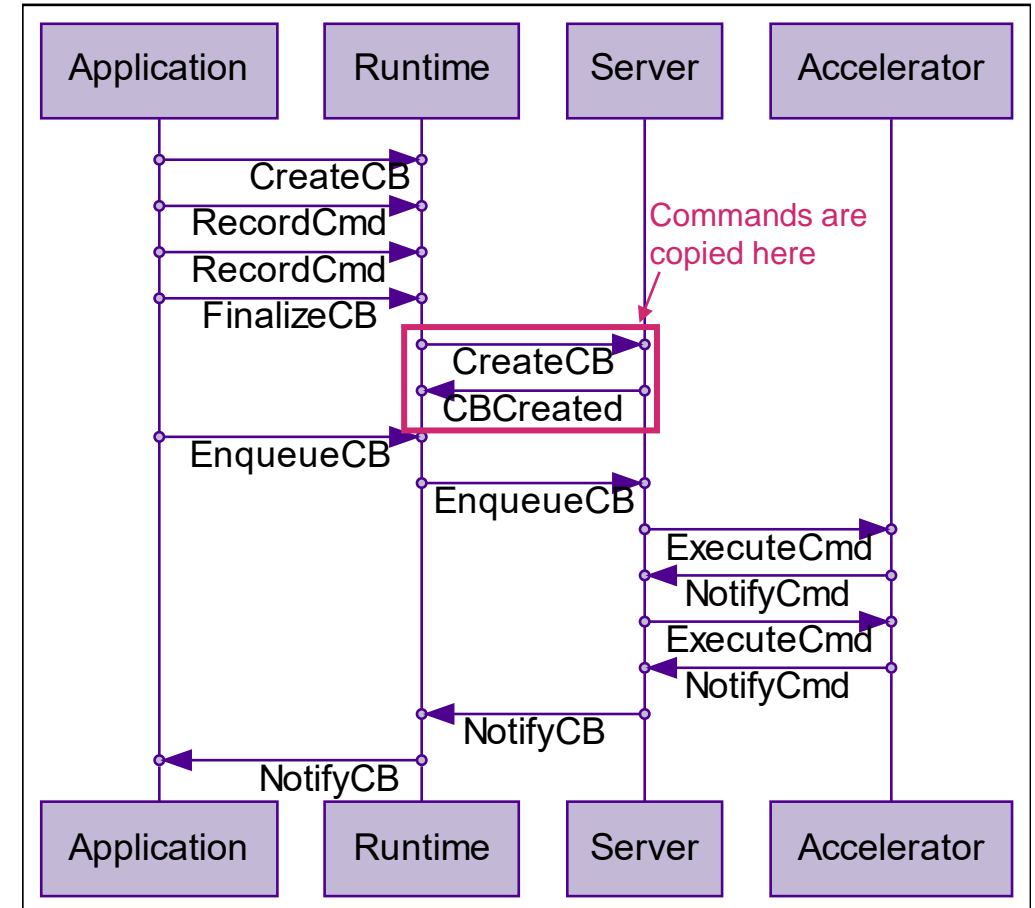 Application
Runtime
Server
Accelerator
CreateCB
RecordCmd
Commands are
copied here
RecordCmd
FinalizeCB
CreateCB
CBCreated
EnqueueCB
EnqueueCB
ExecuteCmd
NotifyCmd
ExecuteCmd
NotifyCmd
NotifyCB
NotifyCB
Application
Runtime
Server
Accelerator